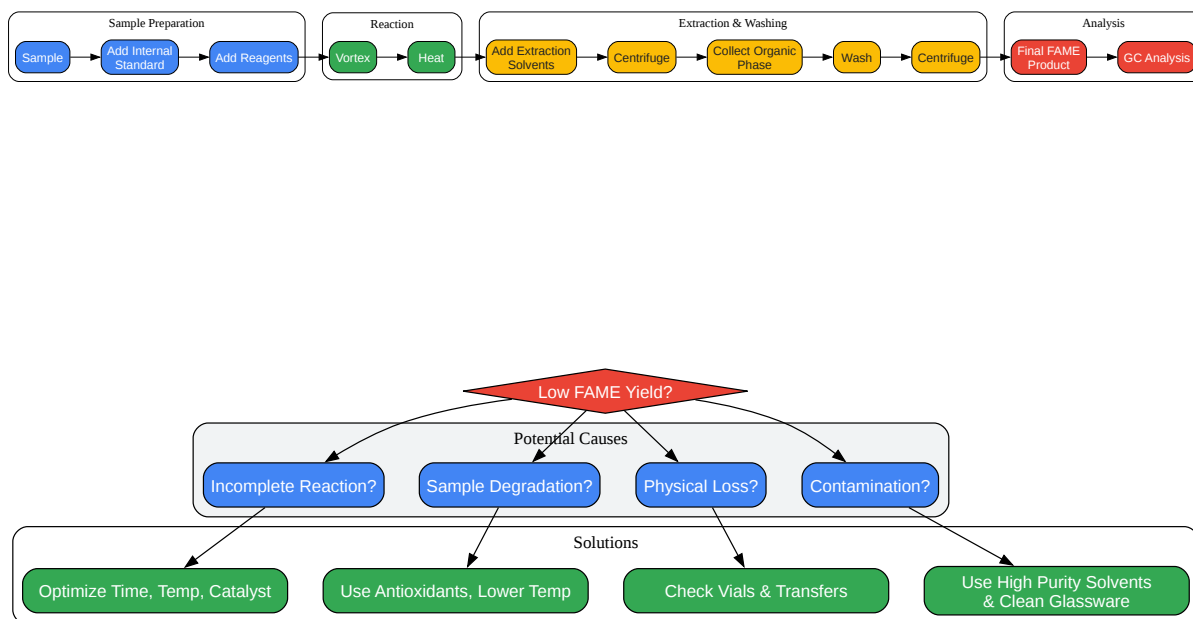 Sample Preparation
Reaction
Extraction & Washing
Analysis
Sample
Add Internal
Standard
Add Reagents
Vortex
Heat
Add Extraction
Solvents
Centrifuge
Collect Organic
Phase
Wash
Centrifuge
Final FAME
Product
GC Analysis
Low FAME Yield?
Potential Causes
Incomplete Reaction?
Sample Degradation?
Physical Loss?
Contamination?
Solutions
Optimize Time, Temp, Catalyst
Use Antioxidants, Lower Temp
Check Vials & Transfers
Use High Purity Solvents
& Clean Glassware